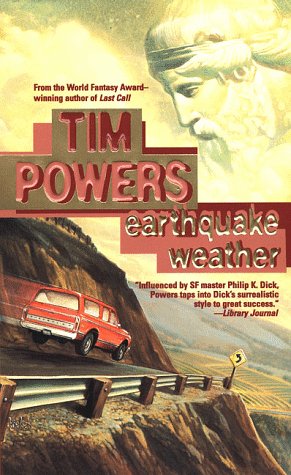 From the World Fantasy Award–
winning author of Last Call
TIM
POWERS
earthquake
weather
"Influenced by SF master Philip K. Dick,
Powers taps into Dick's surrealistic
style to great success."
—Library Journal
5